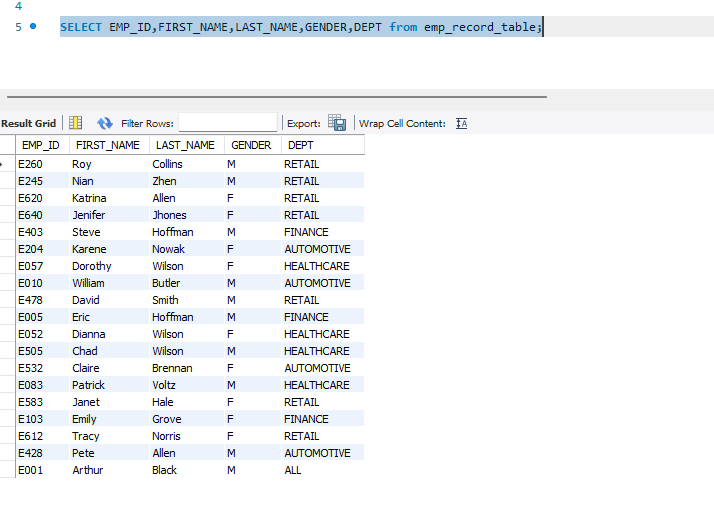 4
5 SELECT EMP_ID,FIRST_NAME,LAST_NAME,GENDER,DEPT from emp_record_table;
Result Grid Filter Rows: Export: Wrap Cell Content:
EMP_ID FIRST_NAME LAST_NAME GENDER DEPT
E260 Roy Collins M RETAIL
E245 Nian Zhen M RETAIL
E620 Katrina Allen F RETAIL
E640 Jenifer Jhones F RETAIL
E403 Steve Hoffman M FINANCE
E204 Karene Nowak F AUTOMOTIVE
E057 Dorothy Wilson F HEALTHCARE
E010 William Butler M AUTOMOTIVE
E478 David Smith M RETAIL
E005 Eric Hoffman M FINANCE
E052 Dianna Wilson F HEALTHCARE
E505 Chad Wilson M HEALTHCARE
E532 Claire Brennan F AUTOMOTIVE
E083 Patrick Voltz M HEALTHCARE
E583 Janet Hale F RETAIL
E103 Emily Grove F FINANCE
E612 Tracy Norris F RETAIL
E428 Pete Allen M AUTOMOTIVE
E001 Arthur Black M ALL